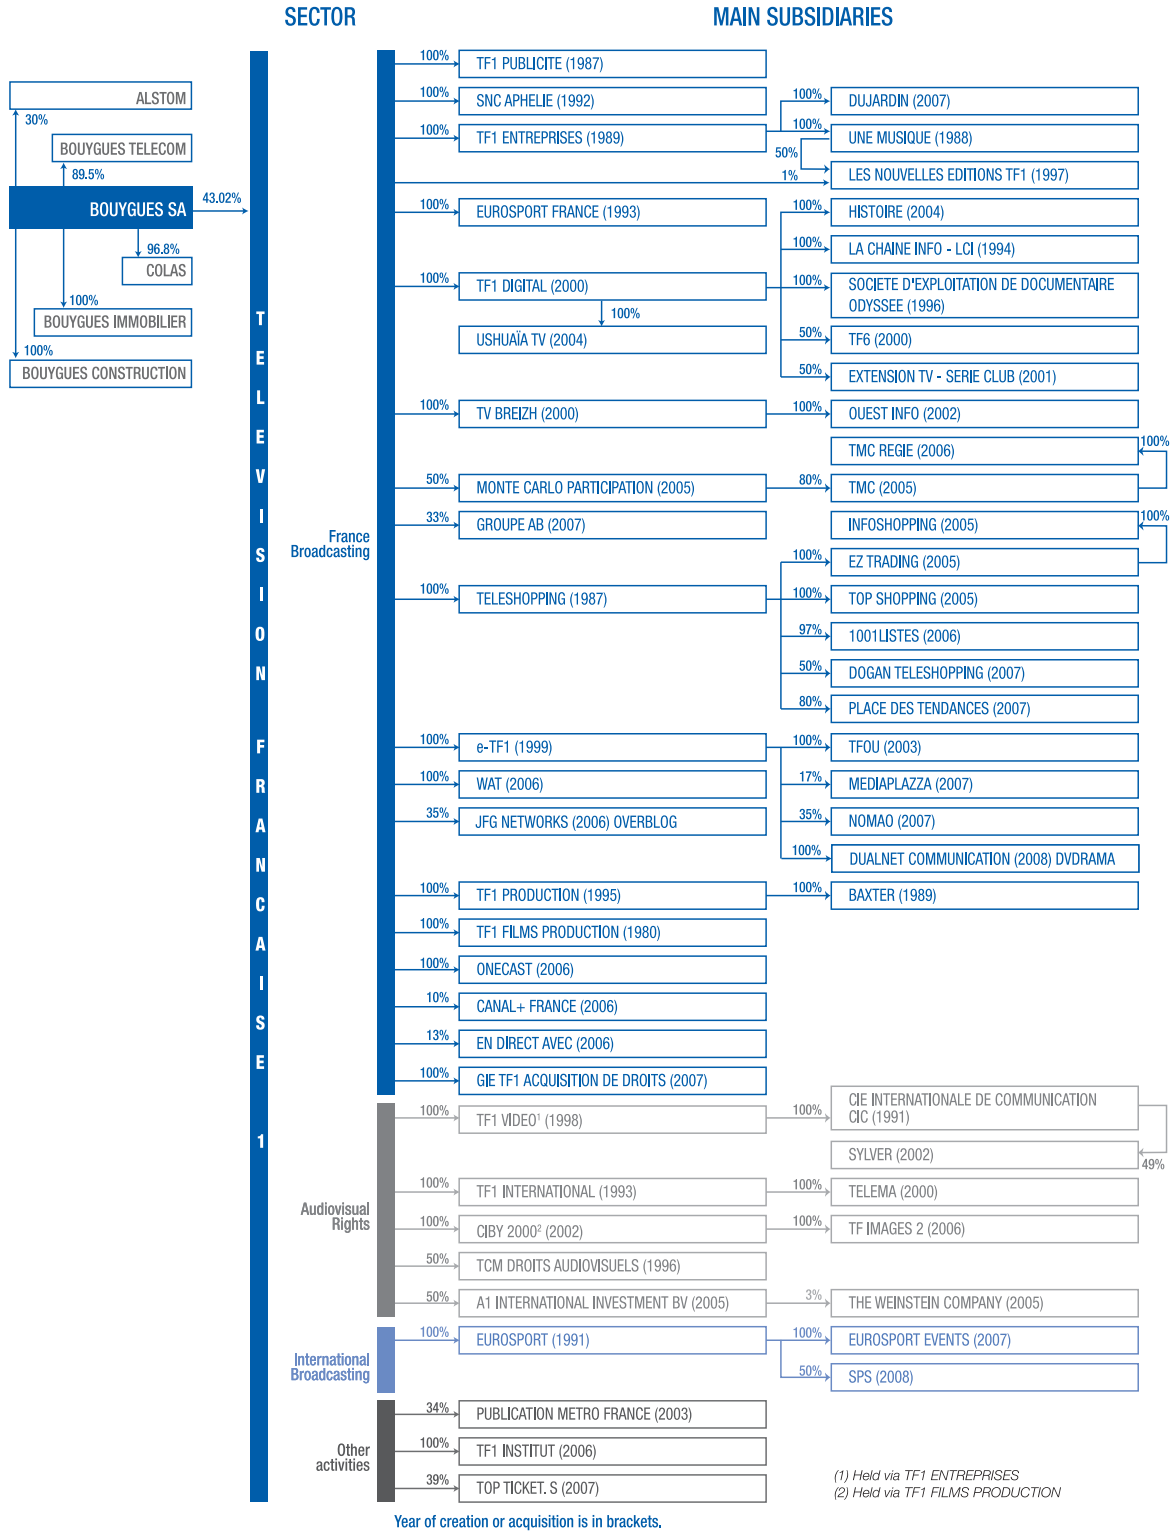 SECTOR
MAIN SUBSIDIARIES
ALSTOM
30%
BOUYGUES TELECOM
89.5%
BOUYGUES SA
43.02%
96.8%
COLAS
100%
BOUYGUES IMMOBILIER
100%
BOUYGUES CONSTRUCTION
TELEVISION FRANCAISE 1
France
Broadcasting
100%
TF1 PUBLICITE (1987)
100%
SNC APHELIE (1992)
100%
DUJARDIN (2007)
100%
TF1 ENTREPRISES (1989)
100%
UNE MUSIQUE (1988)
50%
1%
LES NOUVELLES EDITIONS TF1 (1997)
100%
EUROSPORT FRANCE (1993)
100%
HISTOIRE (2004)
100%
LA CHAINE INFO - LCI (1994)
100%
TF1 DIGITAL (2000)
100%
SOCIETE D'EXPLOITATION DE DOCUMENTAIRE
ODYSSEE (1996)
100%
USHUAÏA TV (2004)
50%
TF6 (2000)
50%
EXTENSION TV - SERIE CLUB (2001)
100%
TV BREIZH (2000)
100%
OUEST INFO (2002)
TMC REGIE (2006)
100%
50%
MONTE CARLO PARTICIPATION (2005)
80%
TMC (2005)
33%
GROUPE AB (2007)
INFOSHOPPING (2005)
100%
100%
EZ TRADING (2005)
100%
TELESHOPPING (1987)
100%
TOP SHOPPING (2005)
97%
1001LISTES (2006)
50%
DOGAN TELESHOPPING (2007)
80%
PLACE DES TENDANCES (2007)
100%
e-TF1 (1999)
100%
TFOU (2003)
100%
WAT (2006)
17%
MEDIAPLAZZA (2007)
35%
JFG NETWORKS (2006) OVERBLOG
35%
NOMAO (2007)
100%
DUALNET COMMUNICATION (2008) DVDRAMA
100%
TF1 PRODUCTION (1995)
100%
BAXTER (1989)
100%
TF1 FILMS PRODUCTION (1980)
100%
ONECAST (2006)
10%
CANAL+ FRANCE (2006)
13%
EN DIRECT AVEC (2006)
100%
GIE TF1 ACQUISITION DE DROITS (2007)
Audiovisual
Rights
100%
TF1 VIDEO¹ (1998)
100%
CIE INTERNATIONALE DE COMMUNICATION
CIC (1991)
SYLVER (2002)
49%
100%
TF1 INTERNATIONAL (1993)
100%
TELEMA (2000)
100%
CIBY 2000² (2002)
100%
TF IMAGES 2 (2006)
50%
TCM DROITS AUDIOVISUELS (1996)
50%
A1 INTERNATIONAL INVESTMENT BV (2005)
3%
THE WEINSTEIN COMPANY (2005)
International
Broadcasting
100%
EUROSPORT (1991)
100%
EUROSPORT EVENTS (2007)
50%
SPS (2008)
Other
activities
34%
PUBLICATION METRO FRANCE (2003)
100%
TF1 INSTITUT (2006)
39%
TOP TICKET. S (2007)
(1) Held via TF1 ENTREPRISES
(2) Held via TF1 FILMS PRODUCTION
Year of creation or acquisition is in brackets.